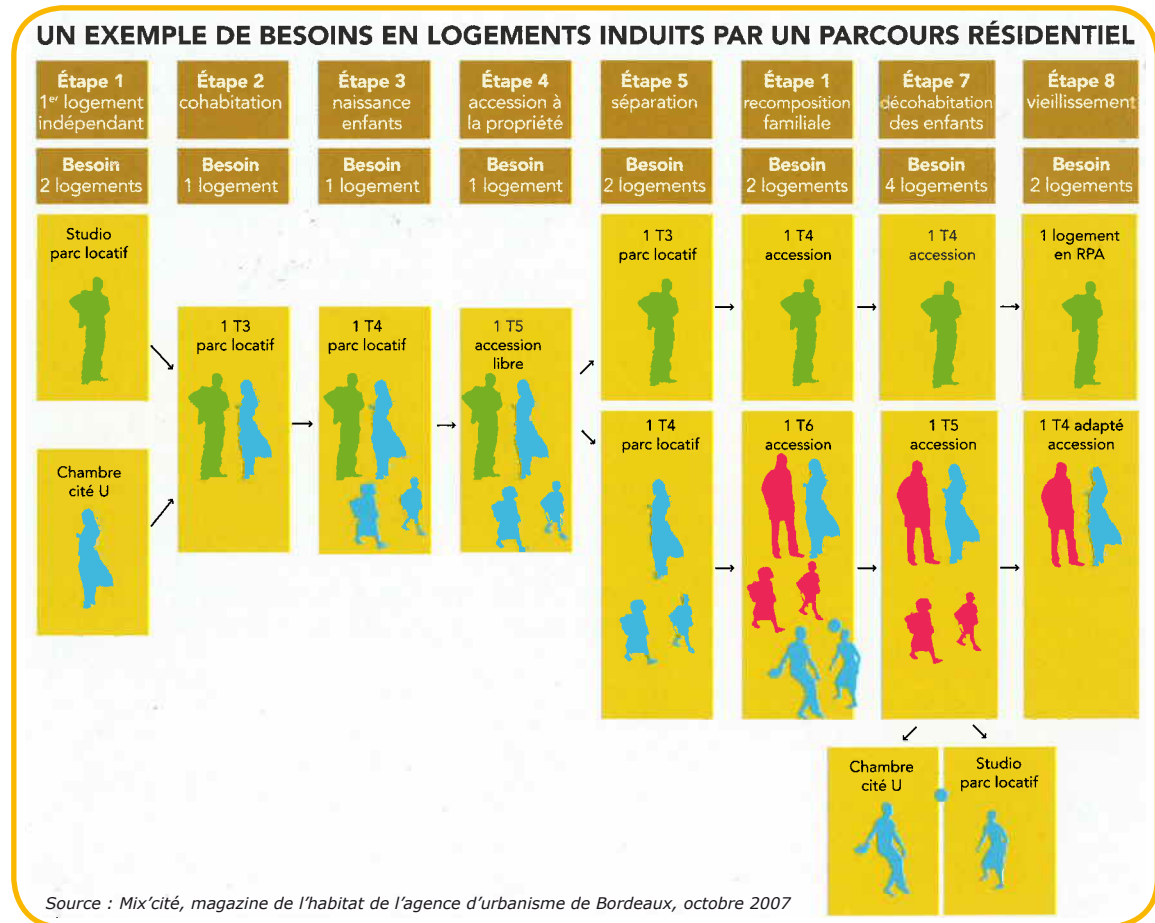 UN EXEMPLE DE BESOINS EN LOGEMENTS INDUITS PAR UN PARCOURS RÉSIDENTIEL
Étape 1
1er logement
indépendant
Étape 2
cohabitation
Étape 3
naissance
enfants
Étape 4
accession à
la propriété
Étape 5
séparation
Étape 1
recomposition
familiale
Étape 7
décohabitation
des enfants
Étape 8
vieillissement
Besoin
2 logements
Besoin
1 logement
Besoin
1 logement
Besoin
1 logement
Besoin
2 logements
Besoin
2 logements
Besoin
4 logements
Besoin
2 logements
Studio
parc locatif
Chambre
cité U
1 T3
parc locatif
1 T4
parc locatif
1 T5
accession
libre
1 T3
parc locatif
1 T4
accession
1 T4
accession
1 logement
en RPA
1 T4
parc locatif
1 T6
accession
1 T5
accession
1 T4 adapté
accession
Chambre
cité U
Studio
parc locatif
Source : Mix'cité, magazine de l'habitat de l'agence d'urbanisme de Bordeaux, octobre 2007